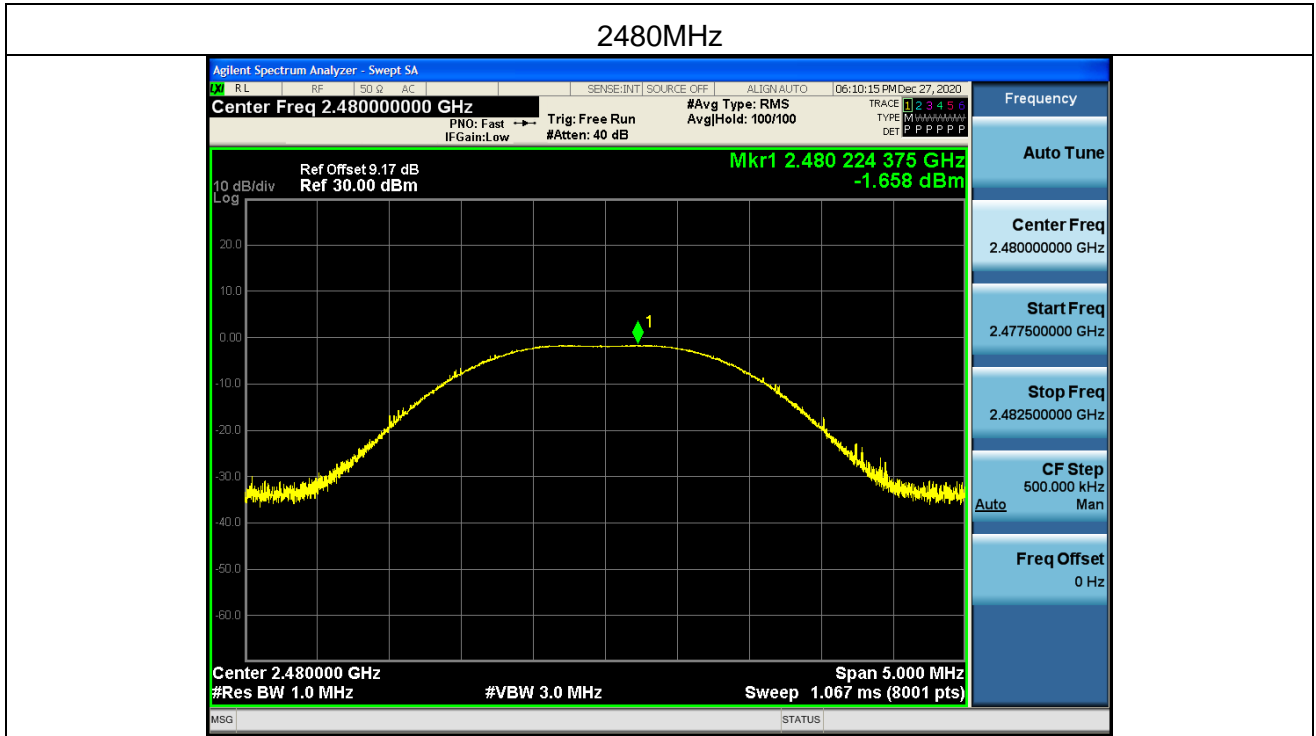 2480MHz
Agilent Spectrum Analyzer - Swept SA
LXI RL RF 50 Ω AC SENSE:INT SOURCE OFF ALIGN AUTO 06:10:15 PM Dec 27, 2020
Center Freq 2.480000000 GHz
PNO: Fast
IFGain:Low
Trig: Free Run
#Atten: 40 dB
#Avg Type: RMS
Avg|Hold: 100/100
TRACE 1 2 3 4 5 6
TYPE M
DET P P P P P P
Ref Offset 9.17 dB
10 dB/div Ref 30.00 dBm
Log
Mkr1 2.480 224 375 GHz
-1.658 dBm
20.0
10.0
0.00
-10.0
-20.0
-30.0
-40.0
-50.0
-60.0
1
Center 2.480000 GHz Span 5.000 MHz
#Res BW 1.0 MHz #VBW 3.0 MHz Sweep 1.067 ms (8001 pts)
MSG STATUS
Frequency
Auto Tune
Center Freq
2.480000000 GHz
Start Freq
2.477500000 GHz
Stop Freq
2.482500000 GHz
CF Step
500.000 kHz
Auto Man
Freq Offset
0 Hz